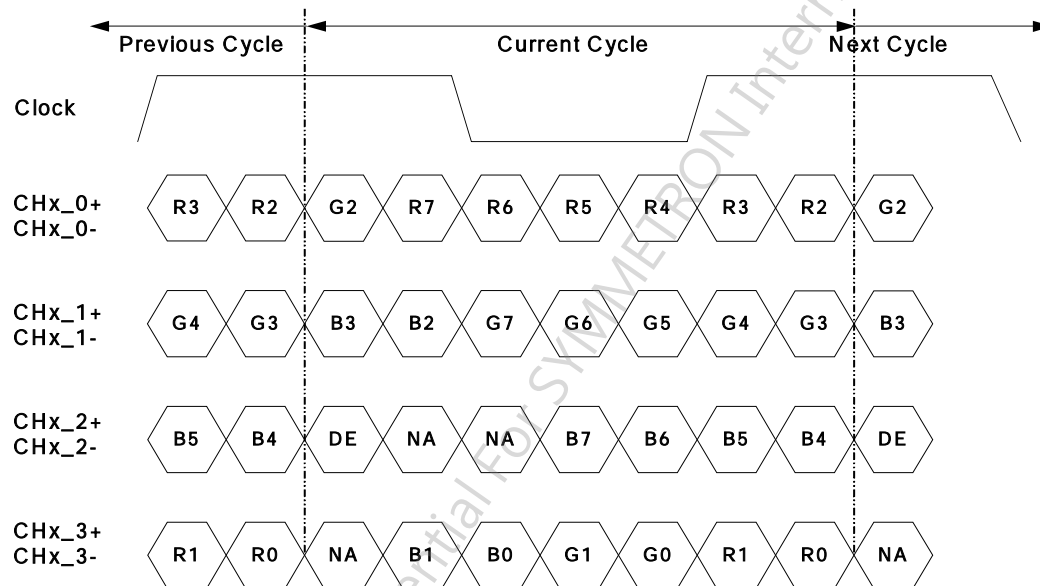 Previous Cycle Current Cycle Next Cycle
Clock
CHx_0+
CHx_0-
R3 R2 G2 R7 R6 R5 R4 R3 R2 G2
CHx_1+
CHx_1-
G4 G3 B3 B2 G7 G6 G5 G4 G3 B3
CHx_2+
CHx_2-
B5 B4 DE NA NA B7 B6 B5 B4 DE
CHx_3+
CHx_3-
R1 R0 NA B1 B0 G1 G0 R1 R0 NA
For SYMMETRON